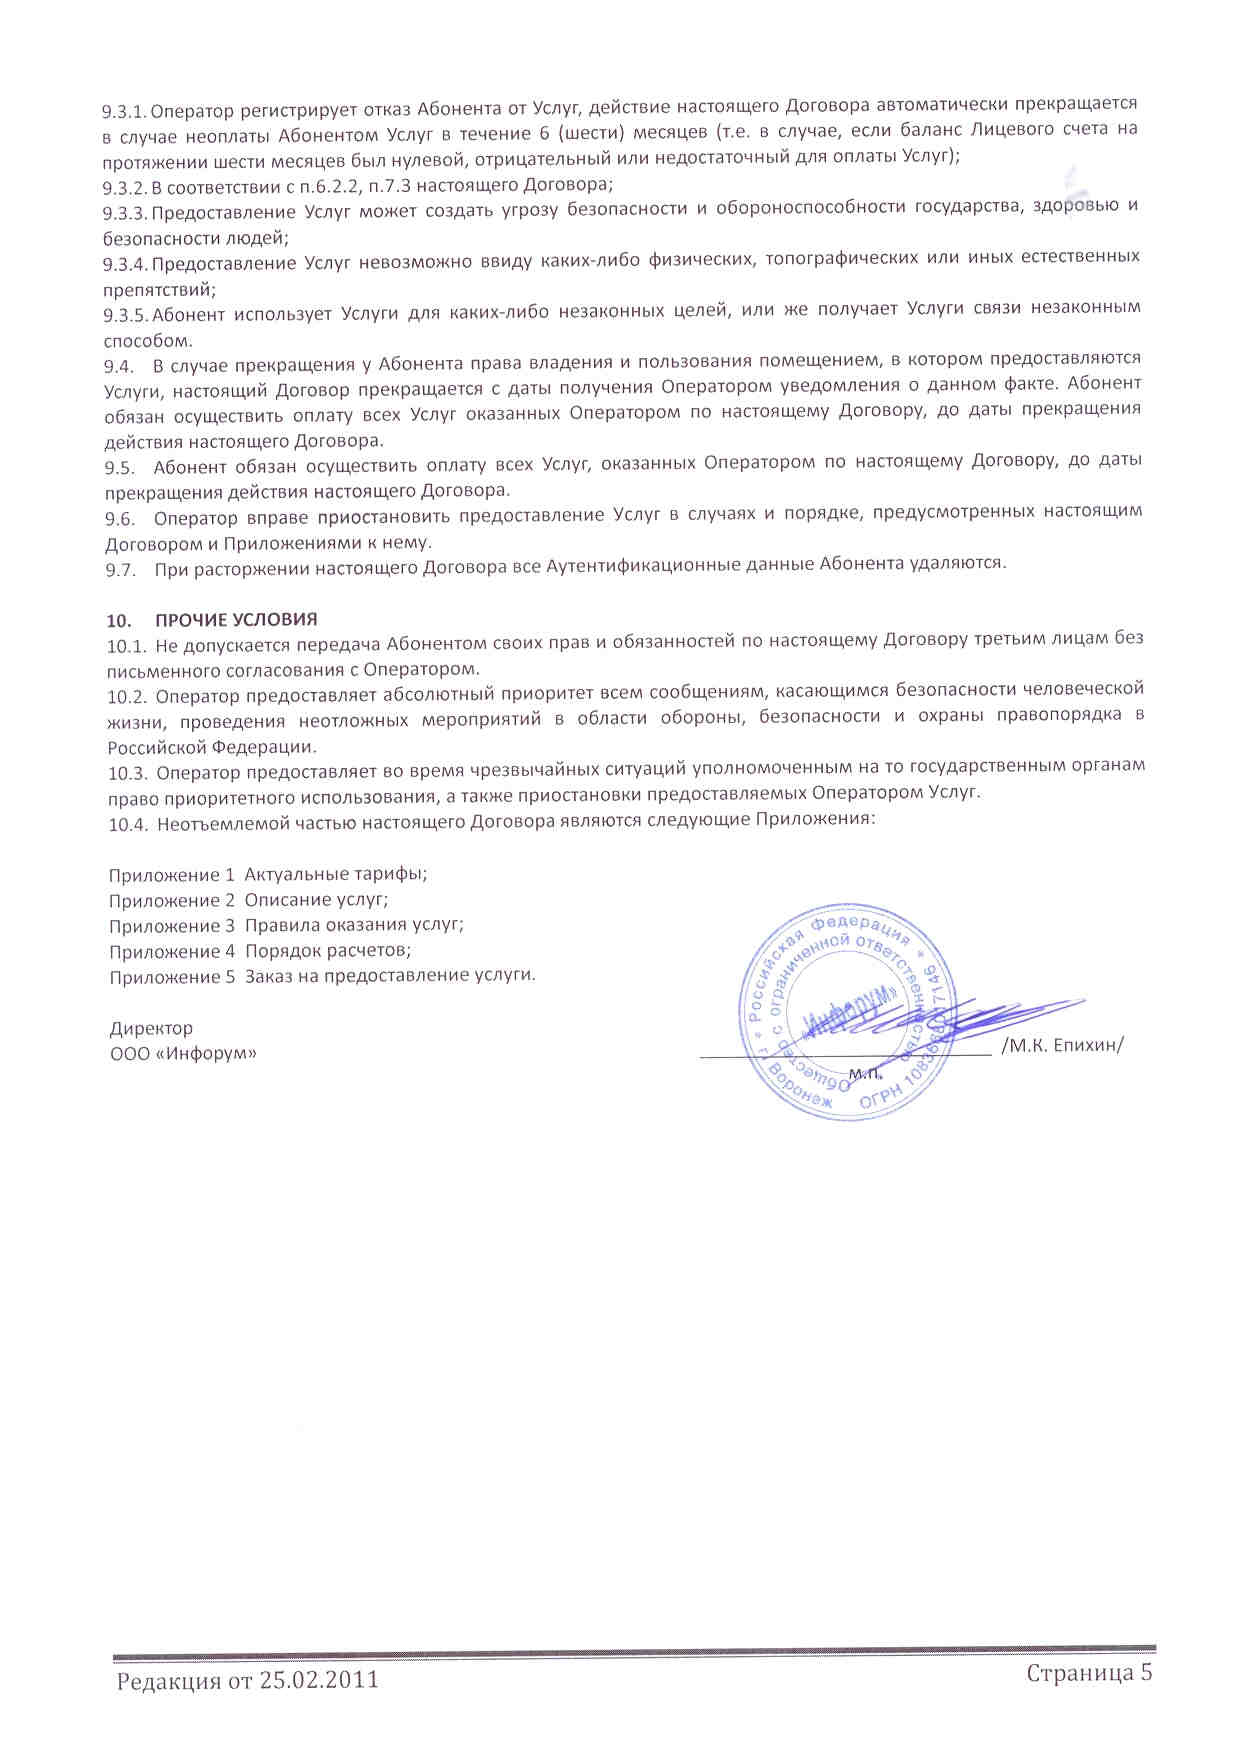 9.3.1. Оператор регистрирует отказ Абонента от Услуг, действие настоящего Договора автоматически прекращается
в случае неоплаты Абонентом Услуг в течение 6 (шести) месяцев (т.е. в случае, если баланс Лицевого счета на
протяжении шести месяцев был нулевой, отрицательный или недостаточный для оплаты Услуг);
9.3.2. В соответствии с п.6.2.2, п.7.3 настоящего Договора;
9.3.3. Предоставление Услуг может создать угрозу безопасности и обороноспособности государства, здоровью и
безопасности людей;
9.3.4. Предоставление Услуг невозможно ввиду каких-либо физических, топографических или иных естественных
препятствий;
9.3.5. Абонент использует Услуги для каких-либо незаконных целей, или же получает Услуги связи незаконным
способом.
9.4. В случае прекращения у Абонента права владения и пользования помещением, в котором предоставляются
Услуги, настоящий Договор прекращается с даты получения Оператором уведомления о данном факте. Абонент
обязан осуществить оплату всех Услуг оказанных Оператором по настоящему Договору, до даты прекращения
действия настоящего Договора.
9.5. Абонент обязан осуществить оплату всех Услуг, оказанных Оператором по настоящему Договору, до даты
прекращения действия настоящего Договора.
9.6. Оператор вправе приостановить предоставление Услуг в случаях и порядке, предусмотренных настоящим
Договором и Приложениями к нему.
9.7. При расторжении настоящего Договора все Аутентификационные данные Абонента удаляются.
10. ПРОЧИЕ УСЛОВИЯ
10.1. Не допускается передача Абонентом своих прав и обязанностей по настоящему Договору третьим лицам без
письменного согласования с Оператором.
10.2. Оператор предоставляет абсолютный приоритет всем сообщениям, касающимся безопасности человеческой
жизни, проведения неотложных мероприятий в области обороны, безопасности и охраны правопорядка в
Российской Федерации.
10.3. Оператор предоставляет во время чрезвычайных ситуаций уполномоченным на то государственным органам
право приоритетного использования, а также приостановки предоставляемых Оператором Услуг.
10.4. Неотъемлемой частью настоящего Договора являются следующие Приложения:
Приложение 1 Актуальные тарифы;
Приложение 2 Описание услуг;
Приложение 3 Правила оказания услуг;
Приложение 4 Порядок расчетов;
Приложение 5 Заказ на предоставление услуги.
Директор
ООО «Инфорум»
/М.К. Епихин/
м.п.
* Российская Федерация *
г. Воронеж
ОГРН
Общество с ограниченной ответственностью
«Инфорум»
Редакция от 25.02.2011
Страница 5